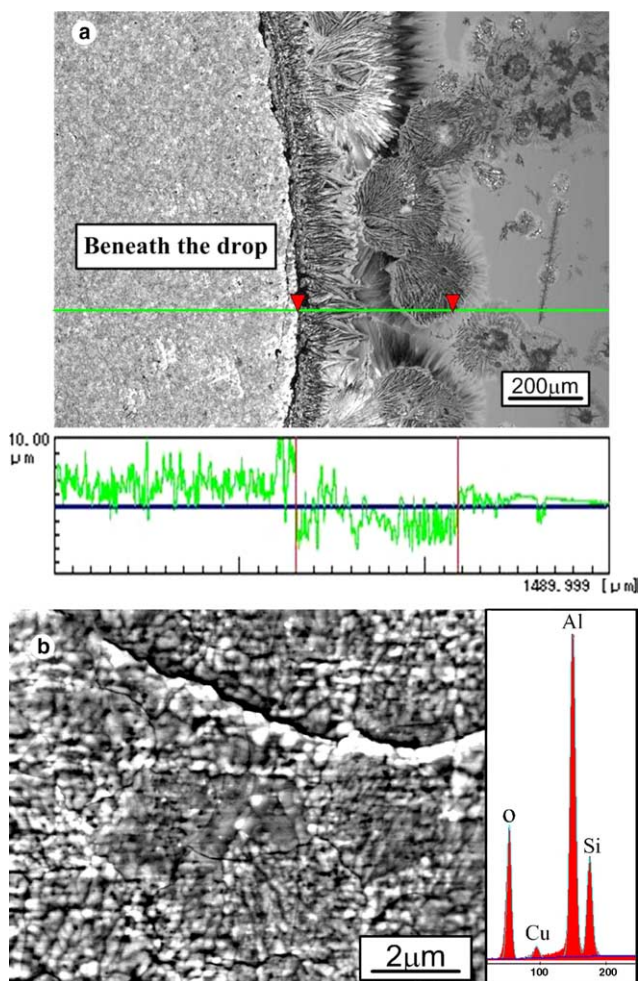 a
Beneath the drop
200μm
10.00
μm
1489.999 [μm]
b
2μm
Al
O
Si
Cu
100
200